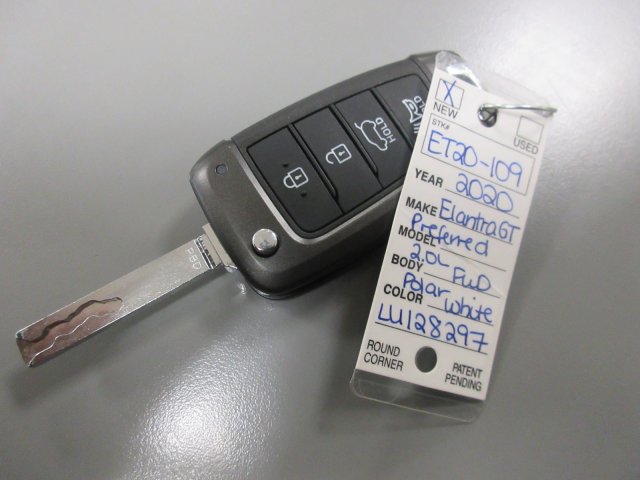 X
NEW
USED
STK# ET20-109
YEAR 2020
MAKE Elantra GT
MODEL Preferred
BODY 2.0L FWD
COLOR Polar White
LU128297
ROUND CORNER
PATENT PENDING
HOLD